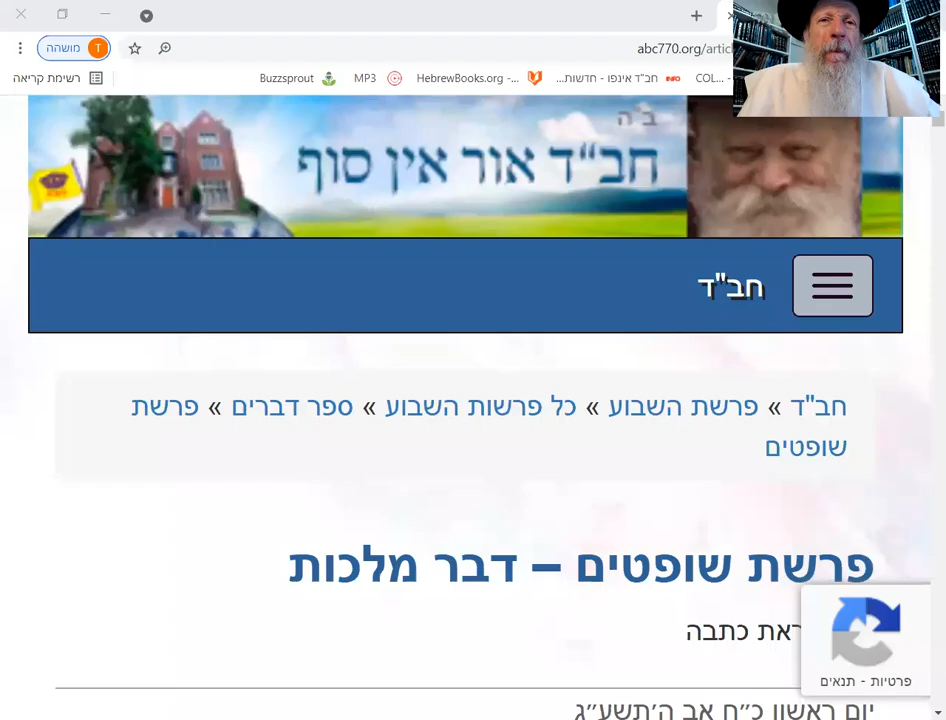 מושהה
abc770.org/artic
רשימת קריאה
Buzzsprout
MP3
HebrewBooks.org -...
חב"ד אינפו - חדשות...
INFO
COL... -
ב"ה
חב"ד אור אין סוף
חב"ד
חב"ד » פרשת השבוע » כל פרשות השבוע » ספר דברים » פרשת
שופטים
פרשת שופטים – דבר מלכות
ראת כתבה
פרטיות - תנאים
יום ראשון כ״ח אב ה׳תשע״ג